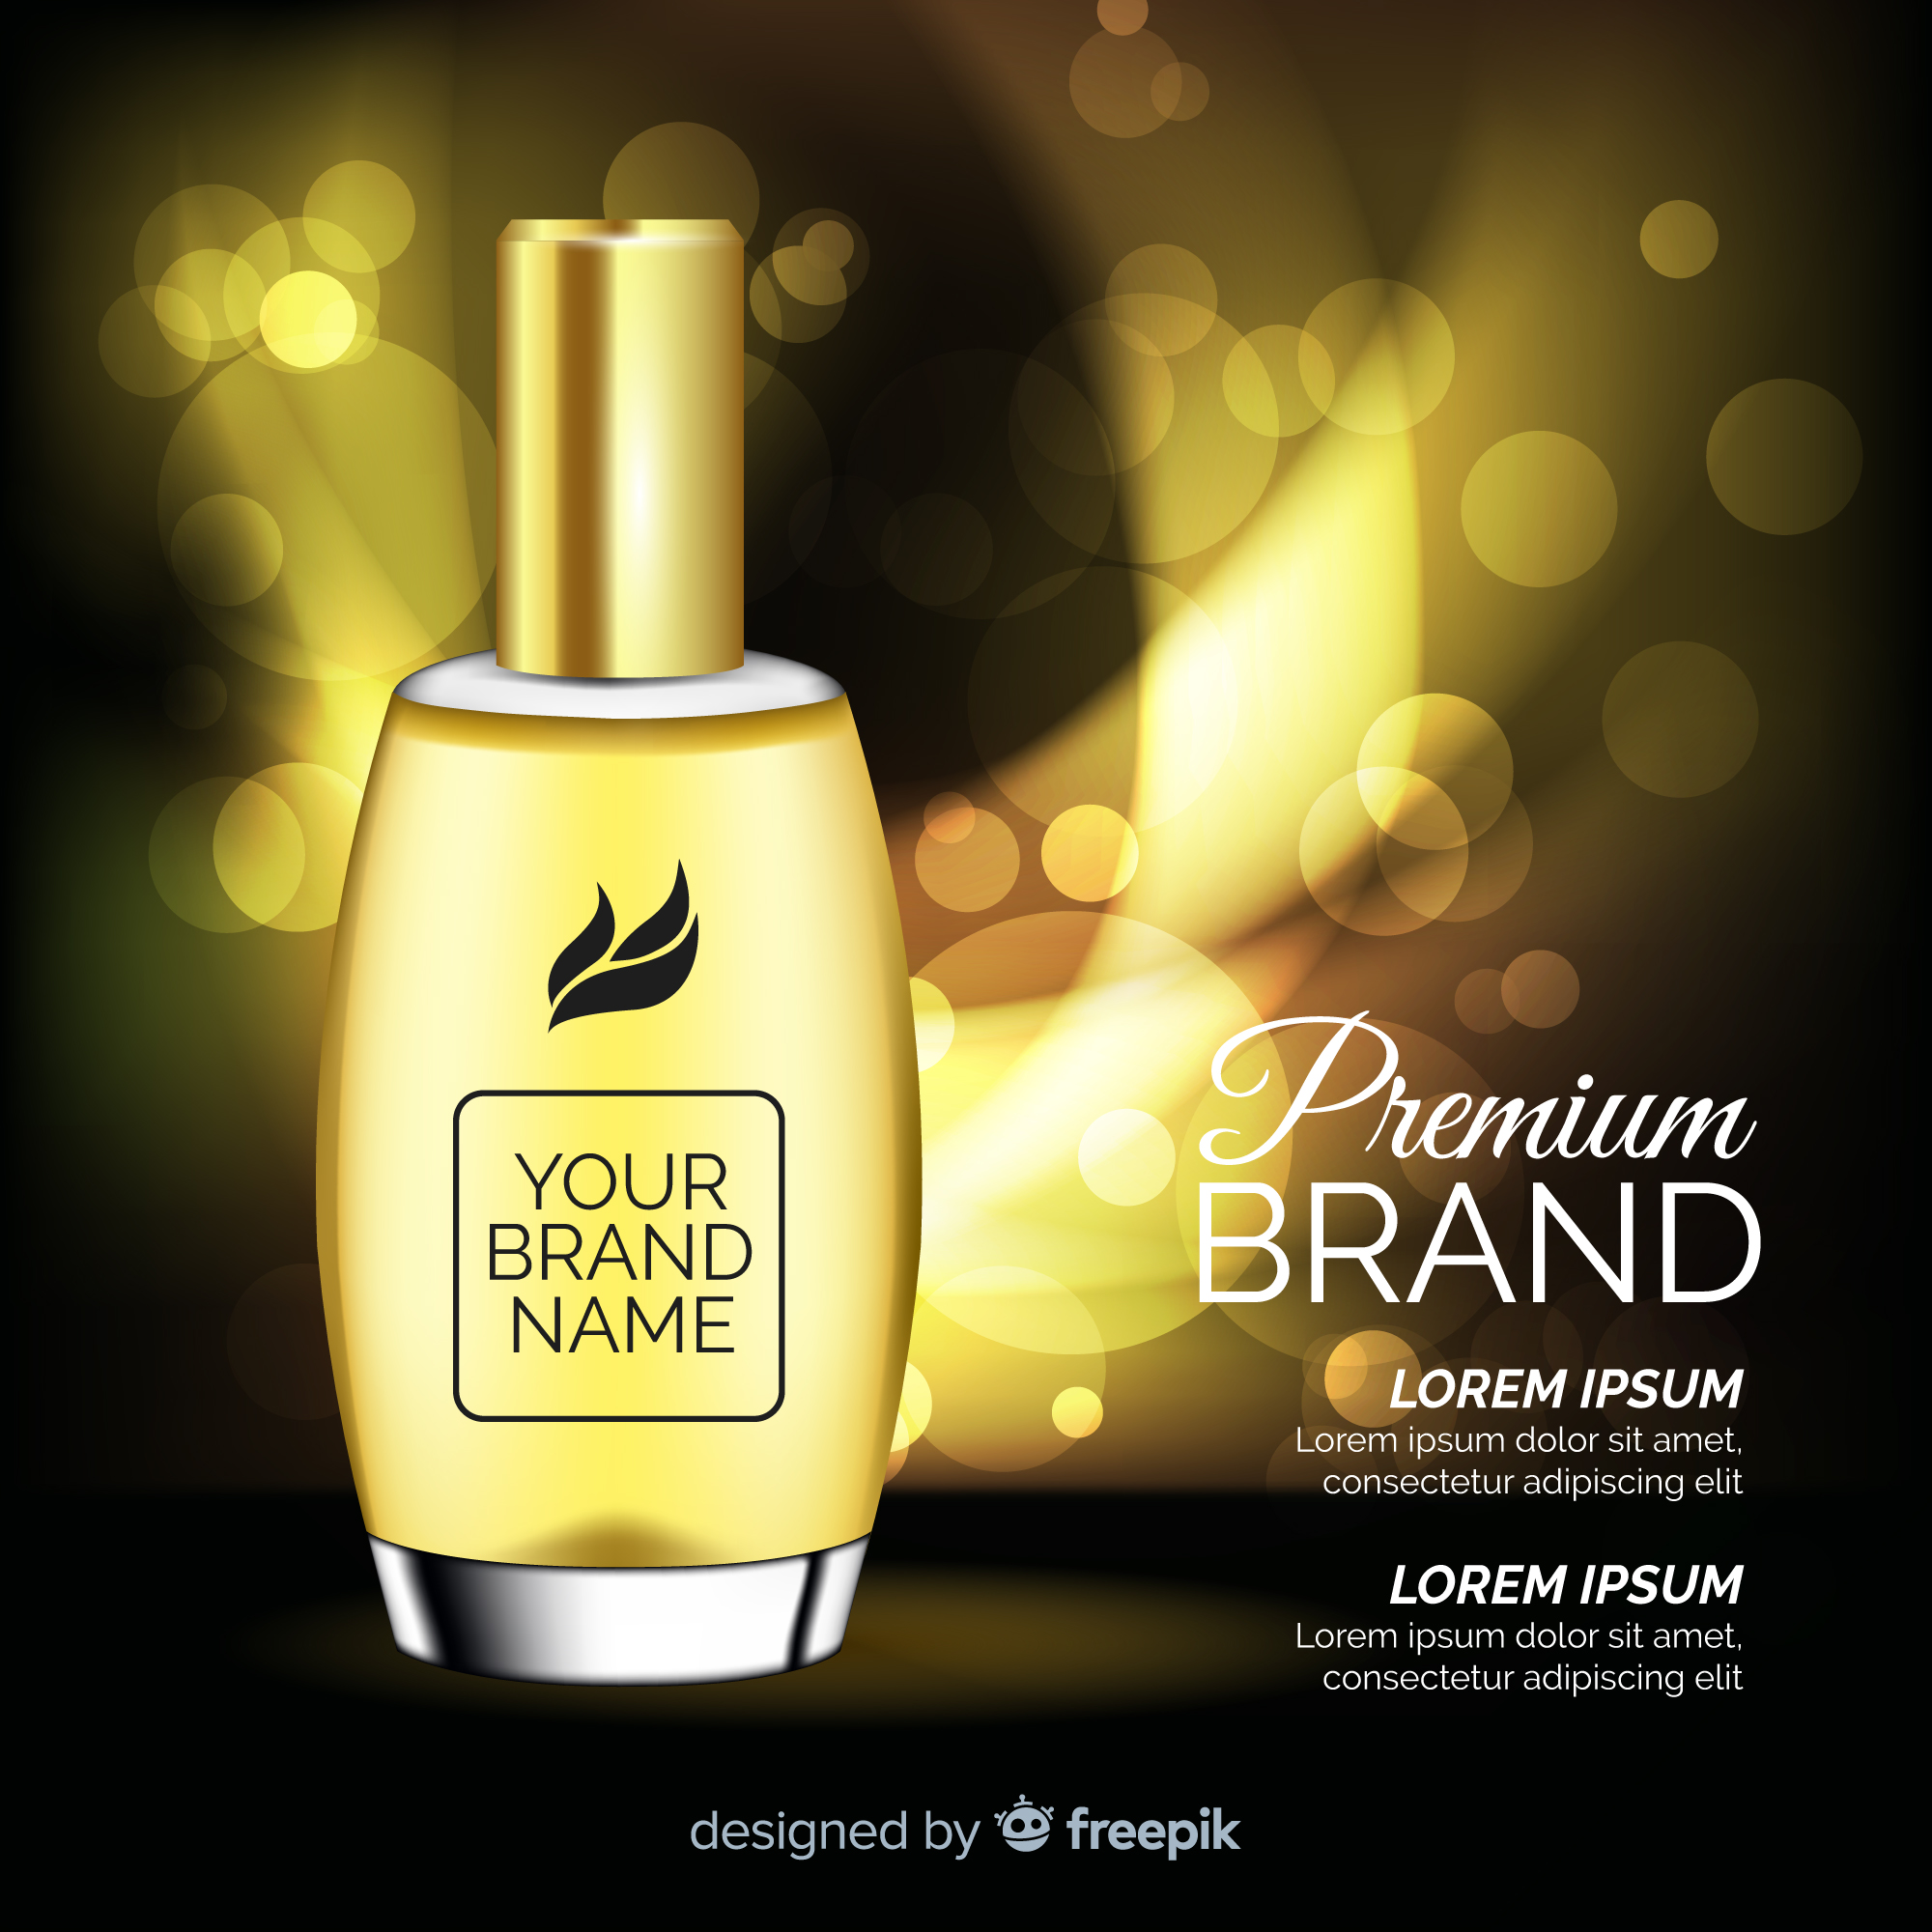 YOUR
BRAND
NAME
Premium
BRAND
LOREM IPSUM
Lorem ipsum dolor sit amet,
consectetur adipiscing elit
LOREM IPSUM
Lorem ipsum dolor sit amet,
consectetur adipiscing elit
designed by freepik